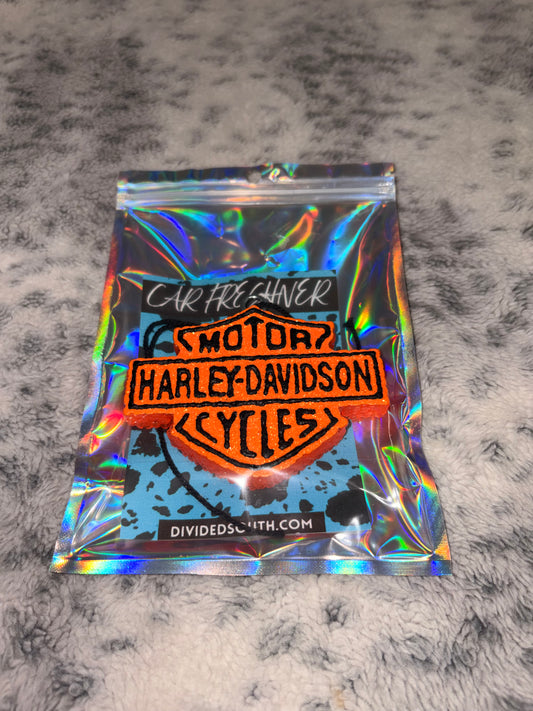 CAR FRESHNER
MOTOR
HARLEY-DAVIDSON
CYCLES
DIVIDEDSOUTH.COM